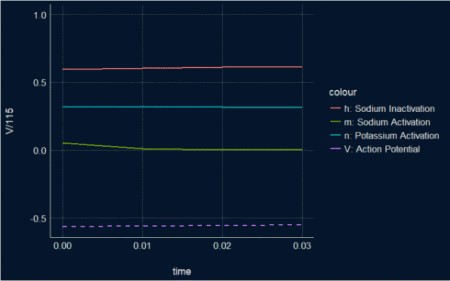 1.0
0.5
0.0
-0.5
V/115
0.00 0.01 0.02 0.03
time
colour
h: Sodium Inactivation
m: Sodium Activation
n: Potassium Activation
V: Action Potential